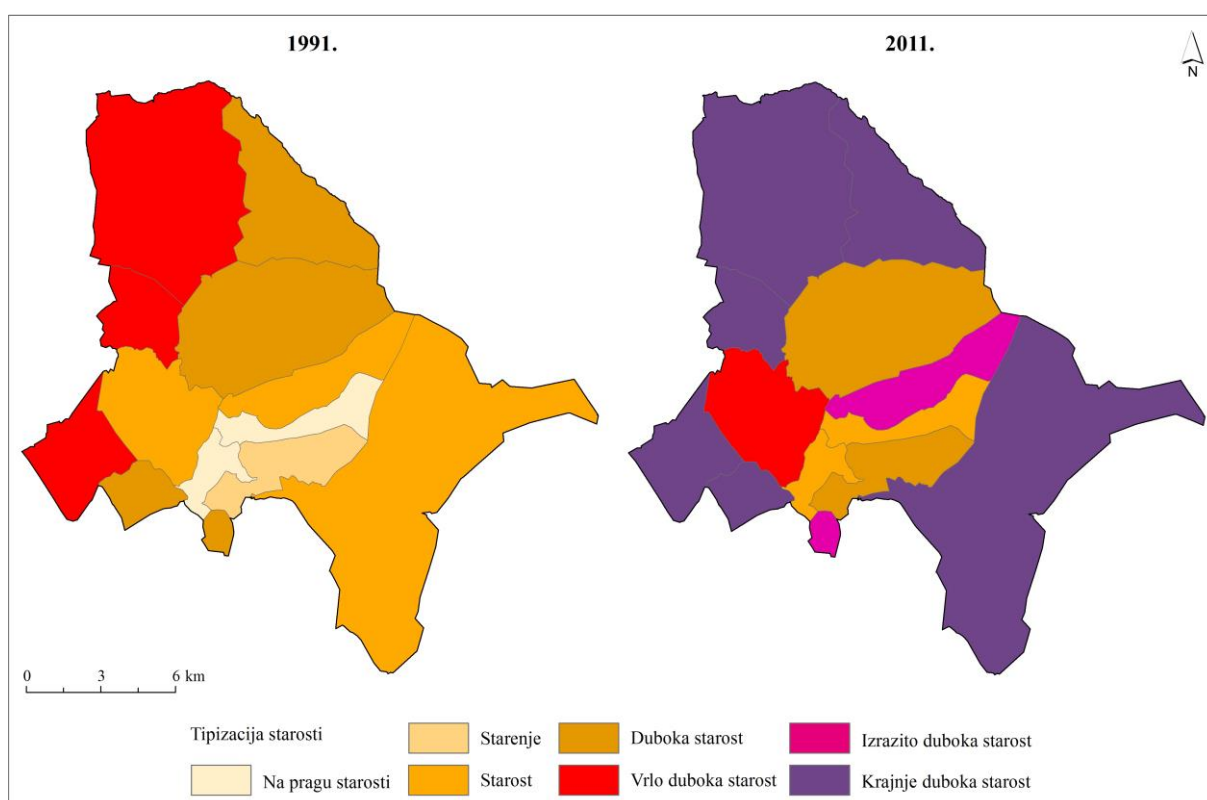 1991.
2011.
N
0 3 6 km
Tipizacija starosti
Na pragu starosti
Starenje
Starost
Duboka starost
Vrlo duboka starost
Izrazito duboka starost
Krajnje duboka starost